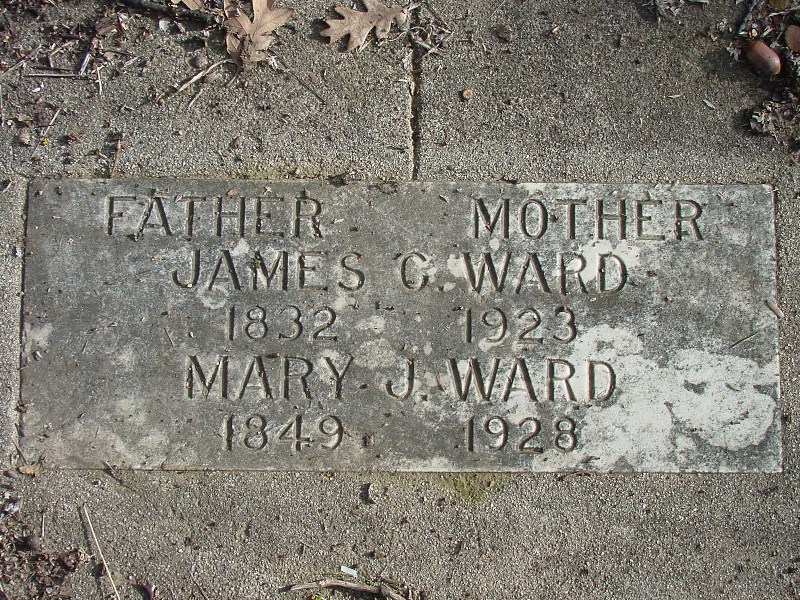 FATHER MOTHER
JAMES C. WARD
1832 1923
MARY J. WARD
1849 1928